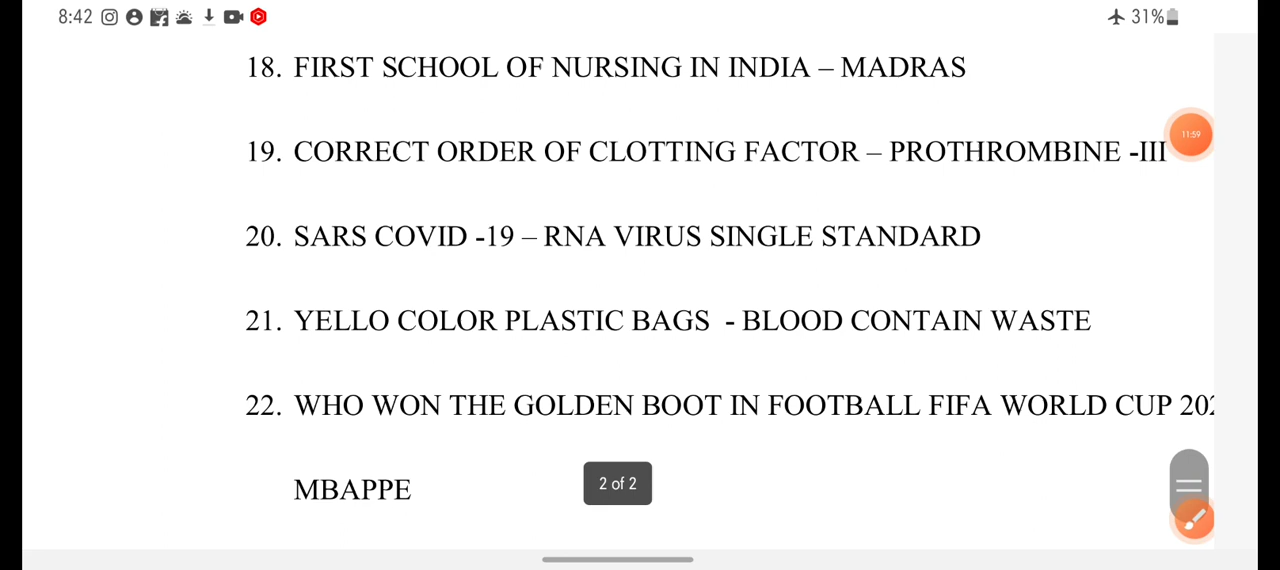 8:42 31%
18. FIRST SCHOOL OF NURSING IN INDIA – MADRAS
11:59
19. CORRECT ORDER OF CLOTTING FACTOR – PROTHROMBINE -III
20. SARS COVID -19 – RNA VIRUS SINGLE STANDARD
21. YELLO COLOR PLASTIC BAGS - BLOOD CONTAIN WASTE
22. WHO WON THE GOLDEN BOOT IN FOOTBALL FIFA WORLD CUP
MBAPPE
2 of 2